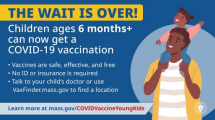 THE WAIT IS OVER!
Children ages 6 months+
can now get a
COVID-19 vaccination
• Vaccines are safe, effective, and free
• No ID or insurance is required
• Talk to your child's doctor or use
VaxFinder.mass.gov to find a location
Learn more at mass.gov/COVIDVaccineYoungKids